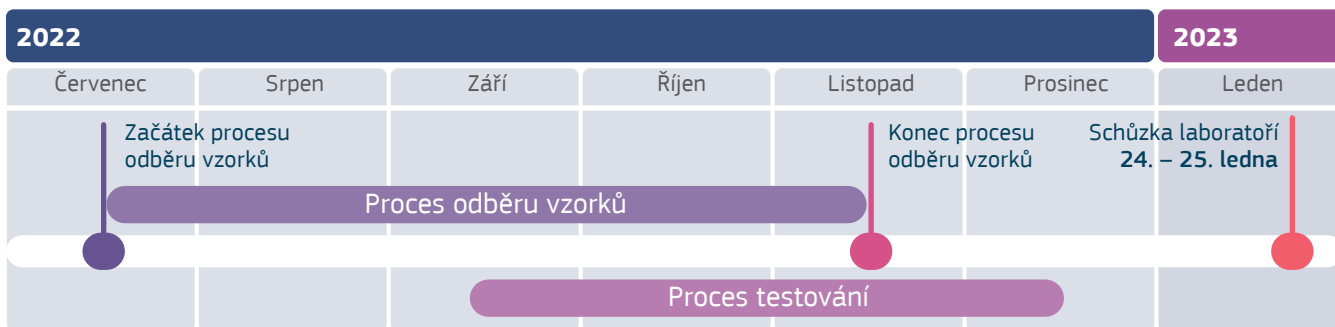 2022
2023
Červenec
Srpen
Září
Říjen
Listopad
Prosinec
Leden
Začátek procesu
odběru vzorků
Konec procesu
odběru vzorků
Schůzka laboratoří
24. – 25. ledna
Proces odběru vzorků
Proces testování